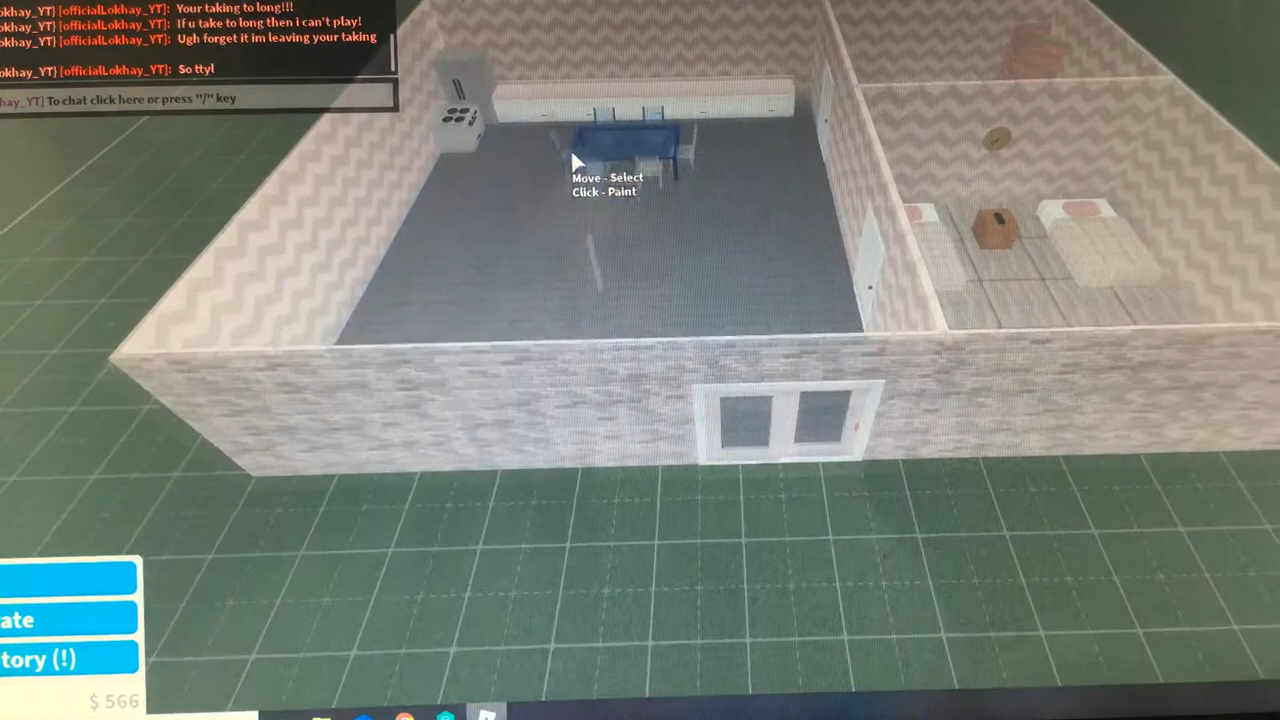 okhay_YT} [officialLokhay_YT]: Your taking to long!!!
okhay_YT} [officialLokhay_YT]: If u take to long then i can't play!
okhay_YT} [officialLokhay_YT]: Ugh forget it im leaving your taking
okhay_YT} [officialLokhay_YT]: So ttyl
hay_YT] To chat click here or press "/" key
Move - Select
Click - Paint
ate
tory (!)
$ 566